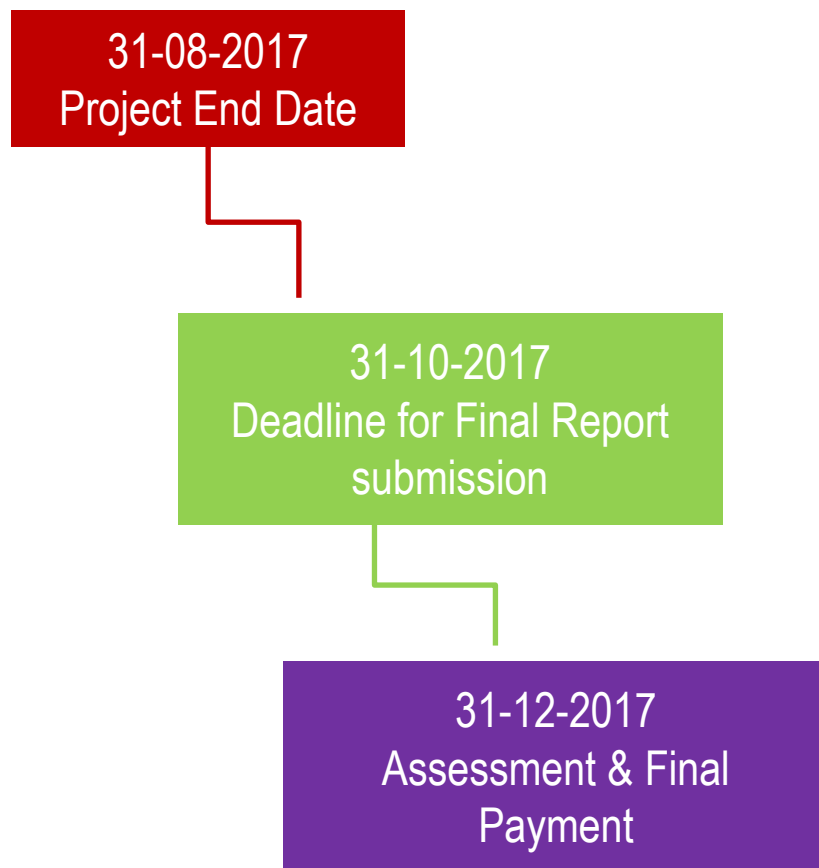 31-08-2017
Project End Date
31-10-2017
Deadline for Final Report
submission
31-12-2017
Assessment & Final
Payment